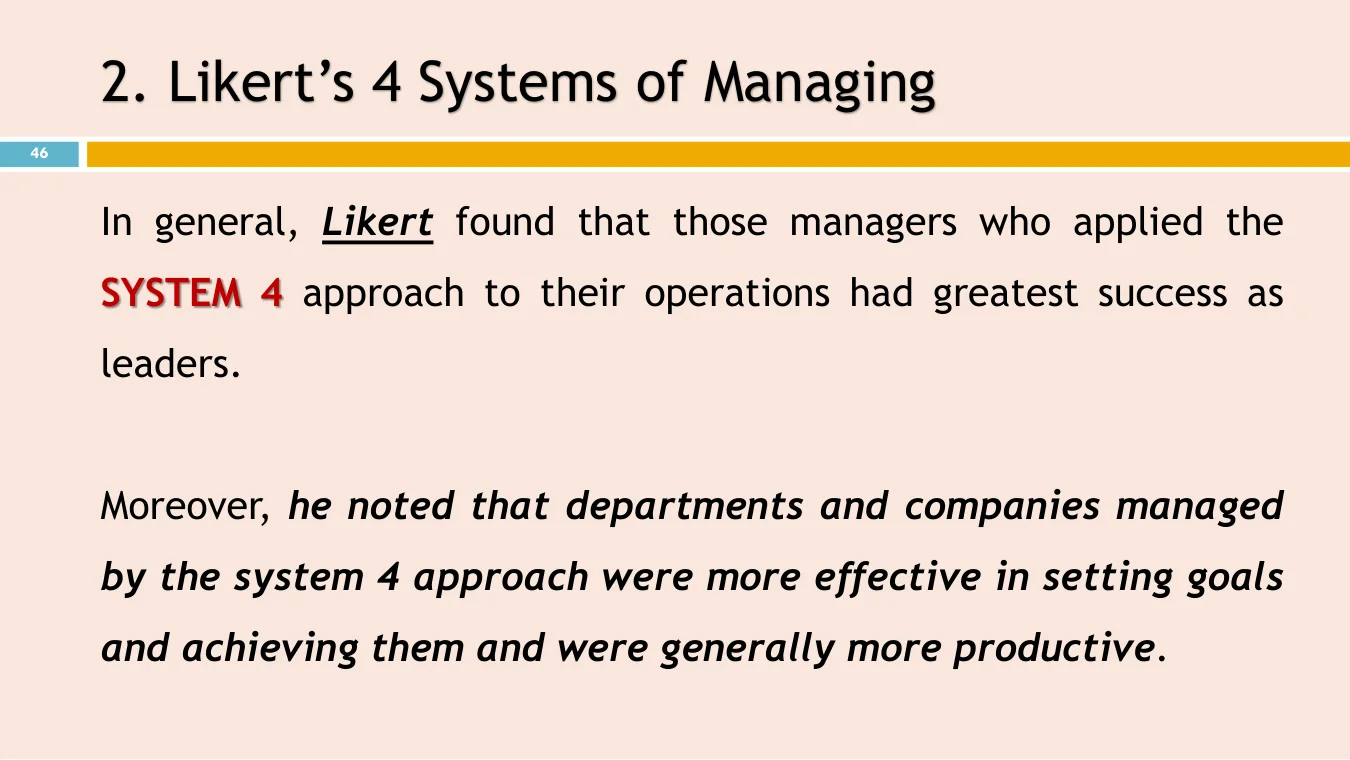 2. Likert’s 4 Systems of Managing
46
In general, Likert found that those managers who applied the
SYSTEM 4 approach to their operations had greatest success as
leaders.
Moreover, he noted that departments and companies managed
by the system 4 approach were more effective in setting goals
and achieving them and were generally more productive.